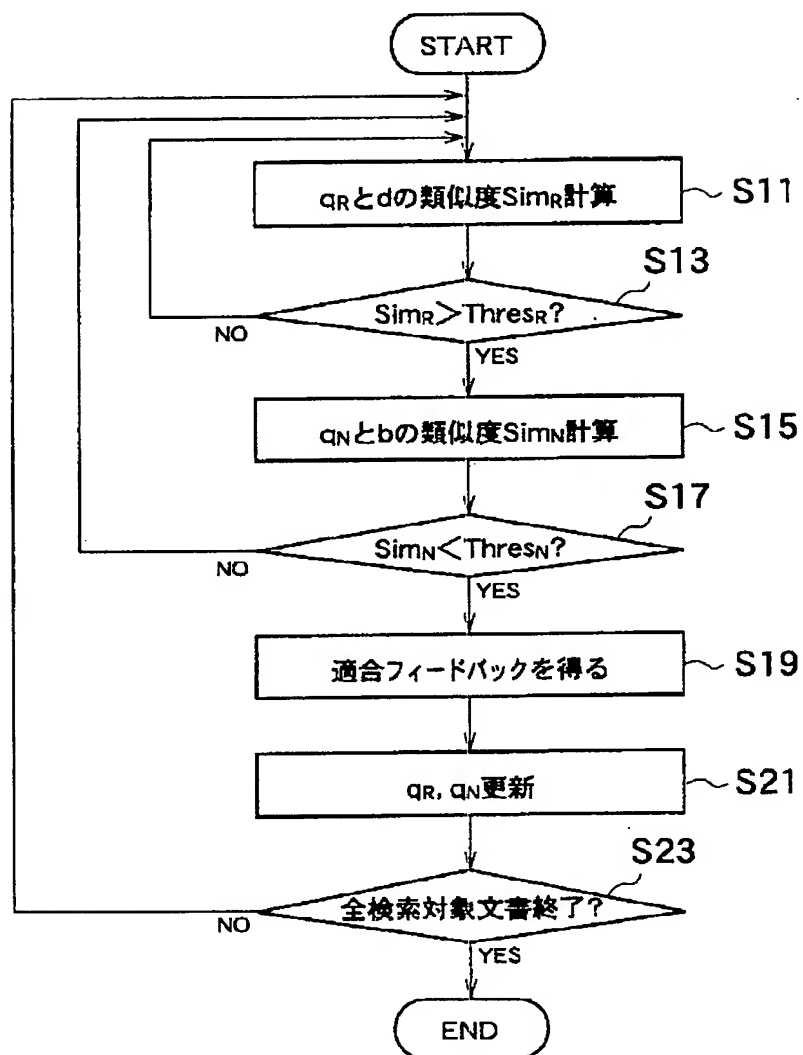 START
qRとdの類似度SimR計算
S11
S13
SimR>ThresR?
NO
YES
qNとbの類似度SimN計算
S15
S17
SimN<ThresN?
NO
YES
適合フィードバックを得る
S19
qR, qN更新
S21
S23
全検索対象文書終了?
NO
YES
END